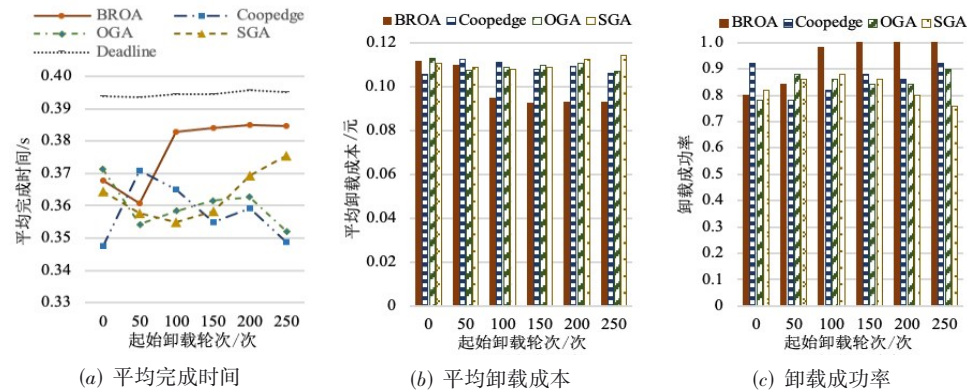 BROA Coopedge
OGA SGA
Deadline
0.40
0.39
0.38
0.37
0.36
0.35
0.34
0.33
平均完成时间/s
0 50 100 150 200 250
起始卸载轮次/次
(a) 平均完成时间
BROA Coopedge OGA SGA
0.12
0.10
0.08
0.06
0.04
0.02
0
平均卸载成本/元
0 50 100 150 200 250
起始卸载轮次/次
(b) 平均卸载成本
BROA Coopedge OGA SGA
1.0
0.9
0.8
0.7
0.6
0.5
0.4
0.3
0.2
0.1
0
卸载成功率
0 50 100 150 200 250
起始卸载轮次/次
(c) 卸载成功率